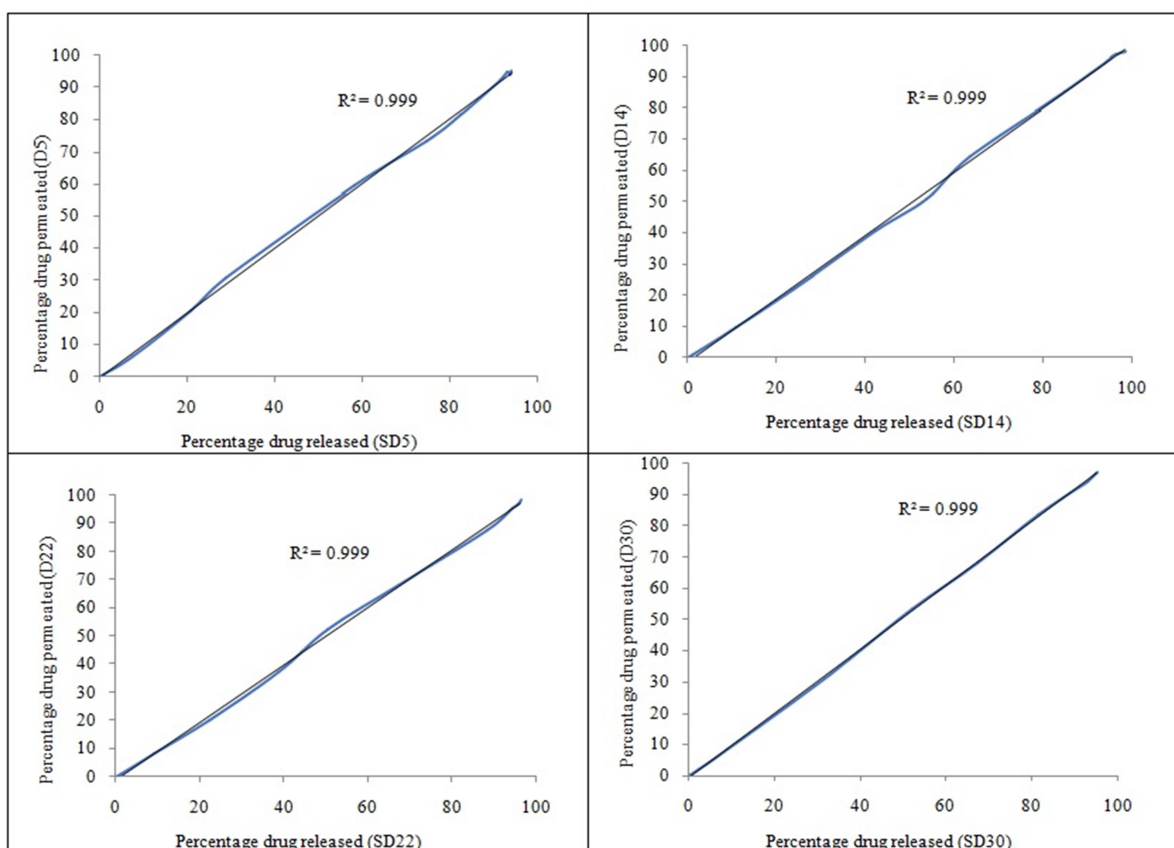 100
90
80
70
60
50
40
30
20
10
0
Percentage drug permeated (D5)
R² = 0.999
0 20 40 60 80 100
Percentage drug released (SD5)
100
90
80
70
60
50
40
30
20
10
0
Percentage drug permeated (D14)
R² = 0.999
0 20 40 60 80 100
Percentage drug released (SD14)
100
90
80
70
60
50
40
30
20
10
0
Percentage drug permeated (D22)
R² = 0.999
0 20 40 60 80 100
Percentage drug released (SD22)
100
90
80
70
60
50
40
30
20
10
0
Percentage drug permeated (D30)
R² = 0.999
0 20 40 60 80 100
Percentage drug released (SD30)